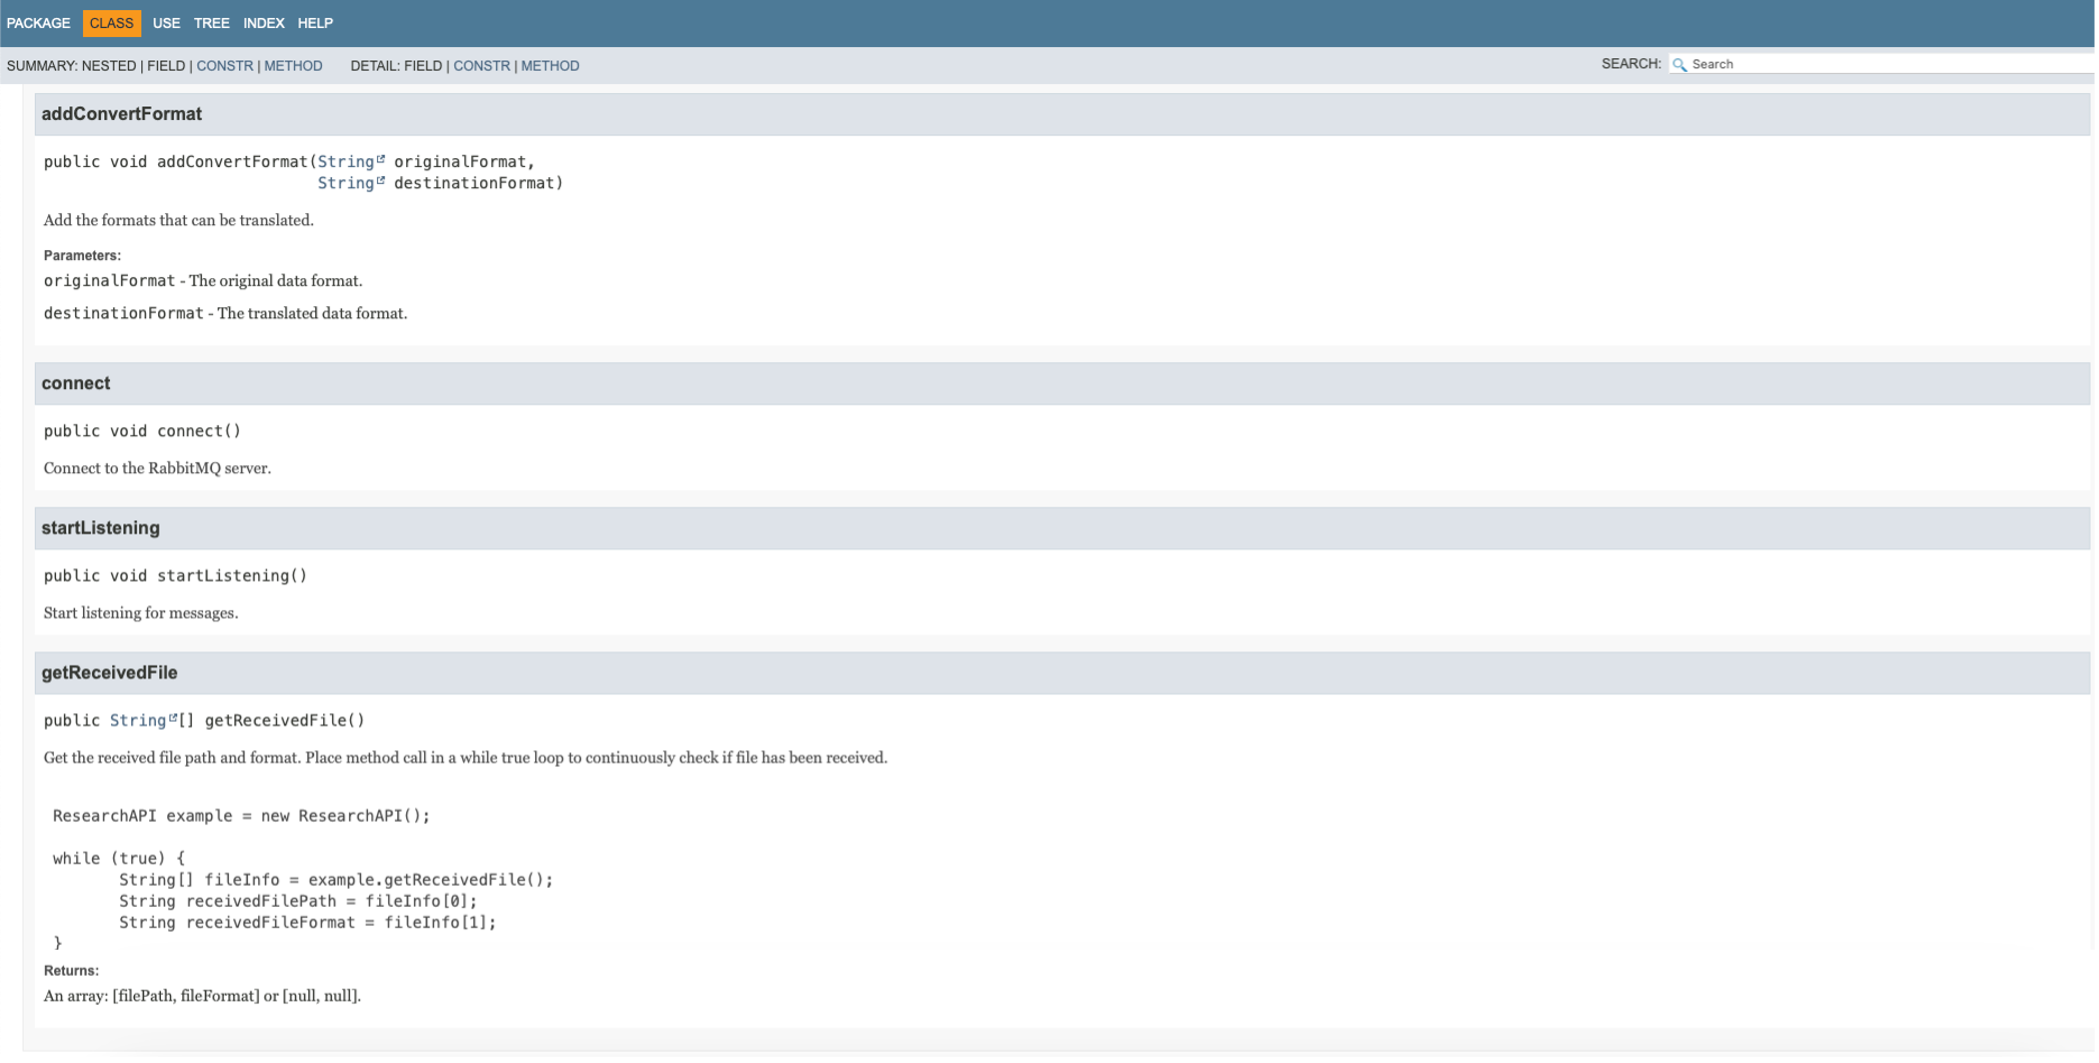 PACKAGE CLASS USE TREE INDEX HELP
SUMMARY: NESTED | FIELD | CONSTR | METHOD DETAIL: FIELD | CONSTR | METHOD SEARCH: Search
addConvertFormat
public void addConvertFormat(String originalFormat,
String destinationFormat)
Add the formats that can be translated.
Parameters:
originalFormat - The original data format.
destinationFormat - The translated data format.
connect
public void connect()
Connect to the RabbitMQ server.
startListening
public void startListening()
Start listening for messages.
getReceivedFile
public String[] getReceivedFile()
Get the received file path and format. Place method call in a while true loop to continuously check if file has been received.
ResearchAPI example = new ResearchAPI();
while (true) {
String[] fileInfo = example.getReceivedFile();
String receivedFilePath = fileInfo[0];
String receivedFileFormat = fileInfo[1];
}
Returns:
An array: [filePath, fileFormat] or [null, null].